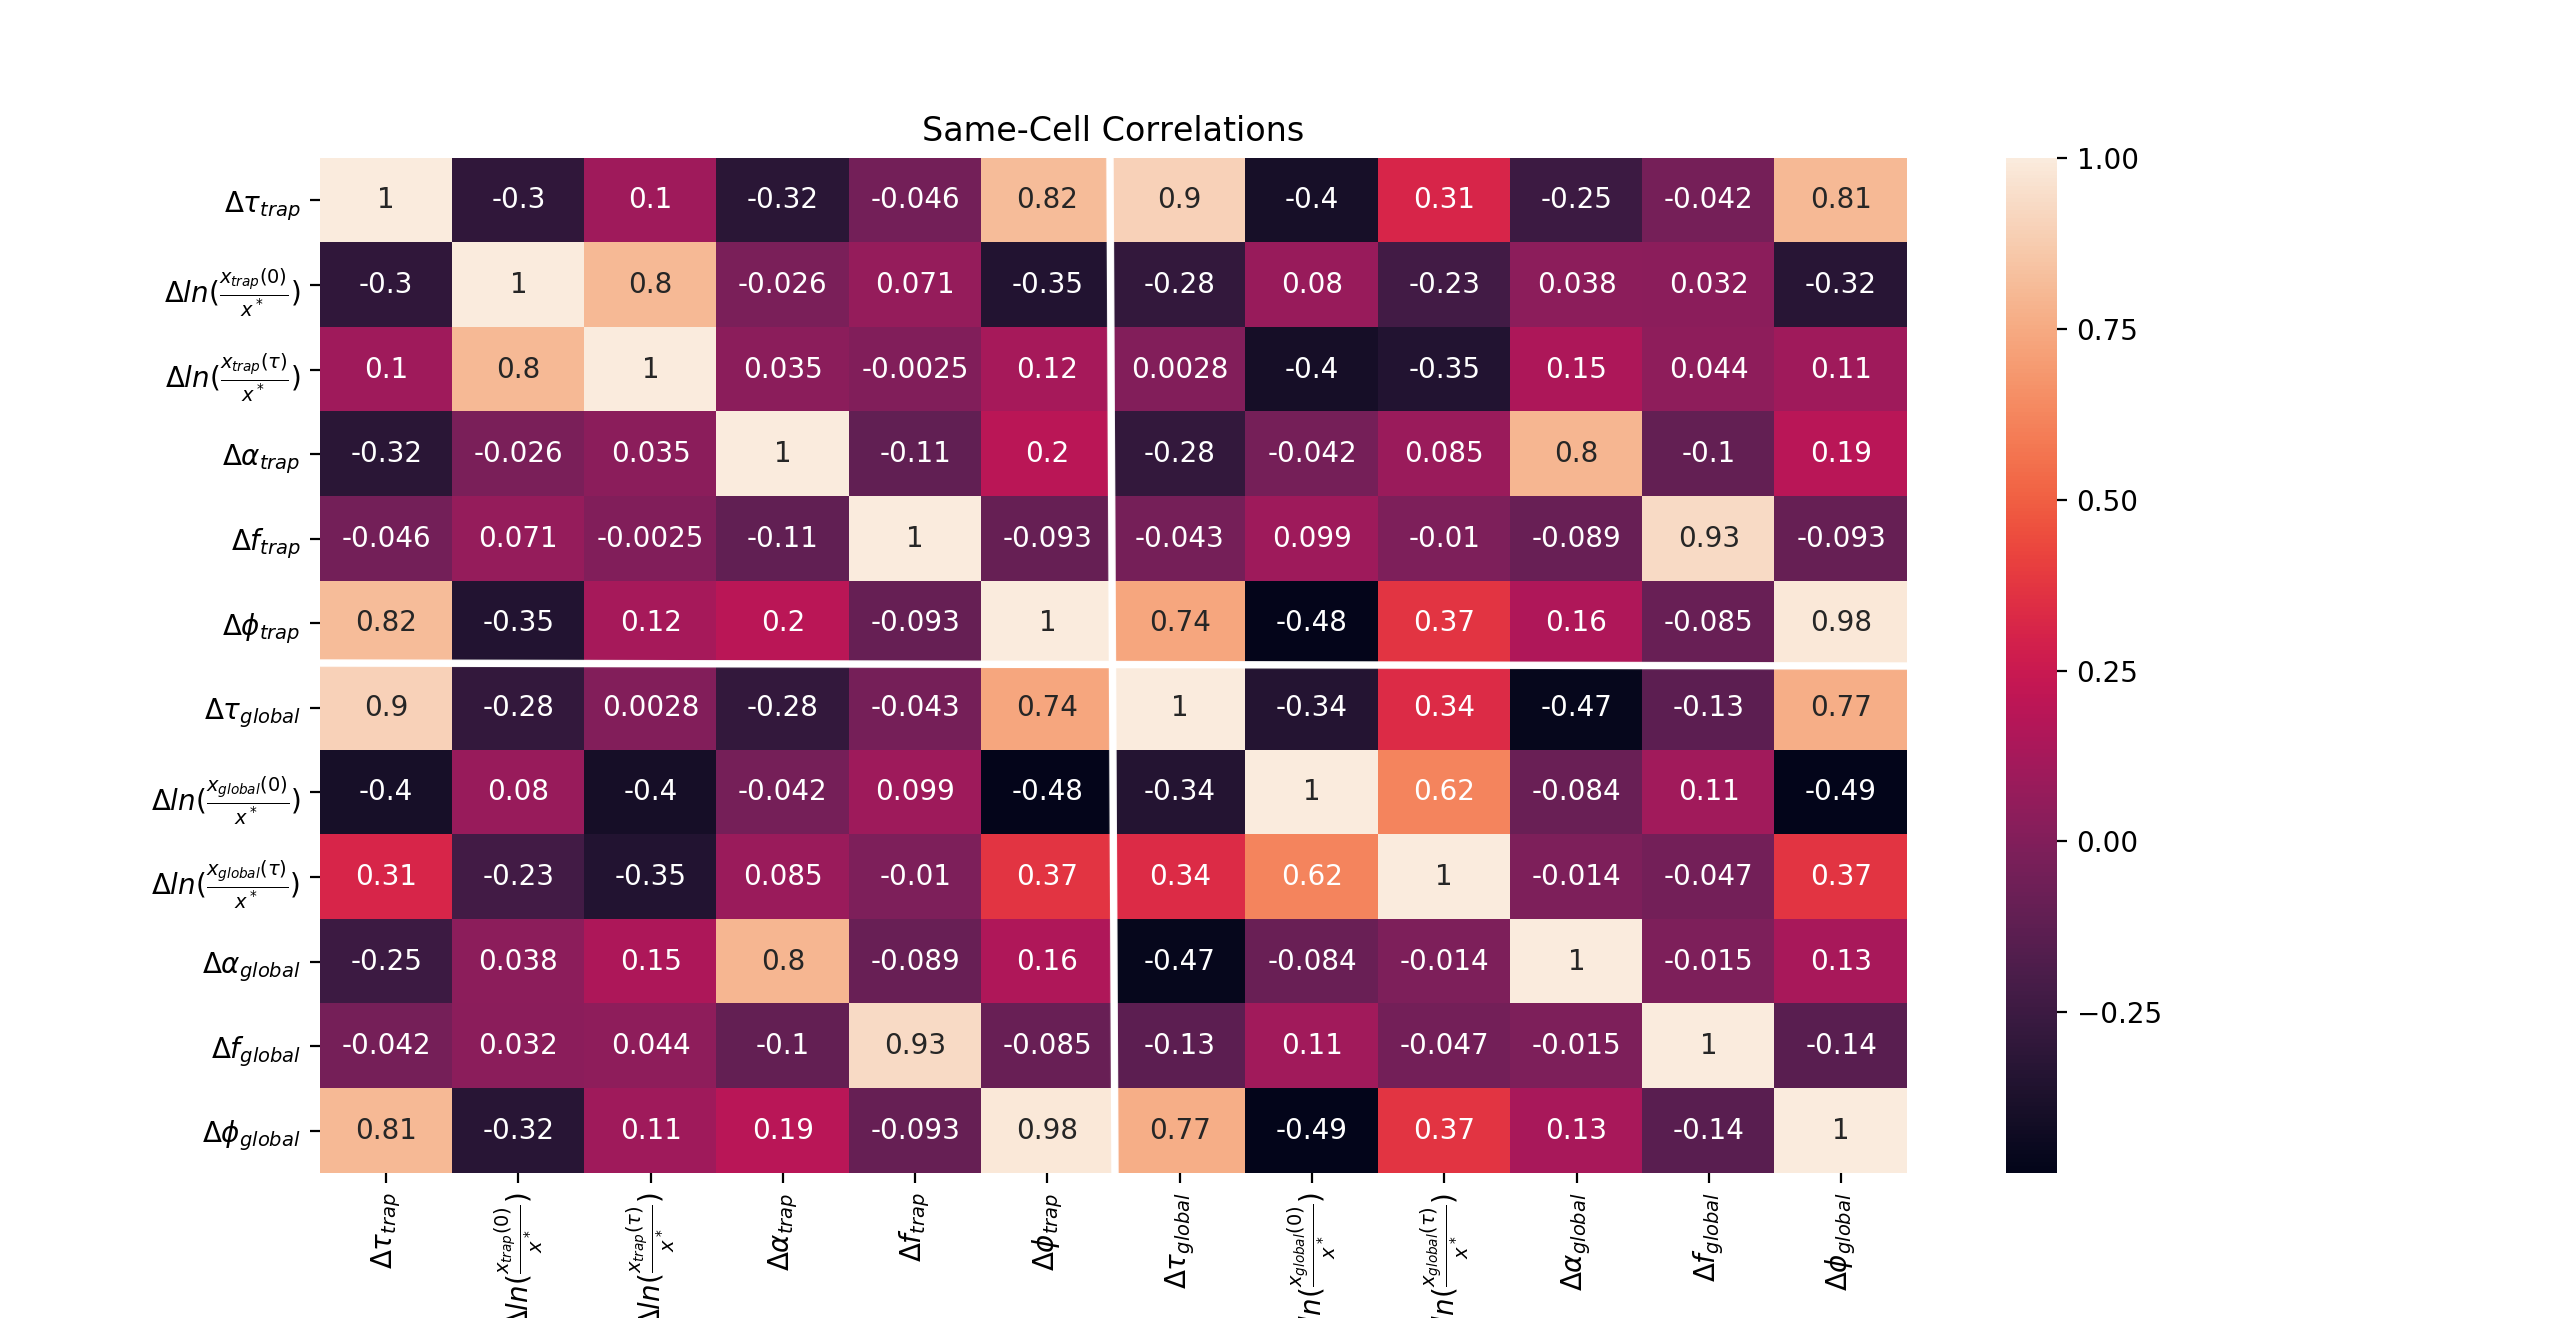 Same-Cell Correlations
Δτ_trap 1 -0.3 0.1 -0.32 -0.046 0.82 0.9 -0.4 0.31 -0.25 -0.042 0.81
Δln(x_trap(0)/x*) -0.3 1 0.8 -0.026 0.071 -0.35 -0.28 0.08 -0.23 0.038 0.032 -0.32
Δln(x_trap(τ)/x*) 0.1 0.8 1 0.035 -0.0025 0.12 0.0028 -0.4 -0.35 0.15 0.044 0.11
Δα_trap -0.32 -0.026 0.035 1 -0.11 0.2 -0.28 -0.042 0.085 0.8 -0.1 0.19
Δf_trap -0.046 0.071 -0.0025 -0.11 1 -0.093 -0.043 0.099 -0.01 -0.089 0.93 -0.093
Δϕ_trap 0.82 -0.35 0.12 0.2 -0.093 1 0.74 -0.48 0.37 0.16 -0.085 0.98
Δτ_global 0.9 -0.28 0.0028 -0.28 -0.043 0.74 1 -0.34 0.34 -0.47 -0.13 0.77
Δln(x_global(0)/x*) -0.4 0.08 -0.4 -0.042 0.099 -0.48 -0.34 1 0.62 -0.084 0.11 -0.49
Δln(x_global(τ)/x*) 0.31 -0.23 -0.35 0.085 -0.01 0.37 0.34 0.62 1 -0.014 -0.047 0.37
Δα_global -0.25 0.038 0.15 0.8 -0.089 0.16 -0.47 -0.084 -0.014 1 -0.015 0.13
Δf_global -0.042 0.032 0.044 -0.1 0.93 -0.085 -0.13 0.11 -0.047 -0.015 1 -0.14
Δϕ_global 0.81 -0.32 0.11 0.19 -0.093 0.98 0.77 -0.49 0.37 0.13 -0.14 1
Δτ_trap
Δln(x_trap(0)/x*)
Δln(x_trap(τ)/x*)
Δα_trap
Δf_trap
Δϕ_trap
Δτ_global
ln(x_global(0)/x*)
ln(x_global(τ)/x*)
Δα_global
Δf_global
Δϕ_global
1.00
0.75
0.50
0.25
0.00
−0.25